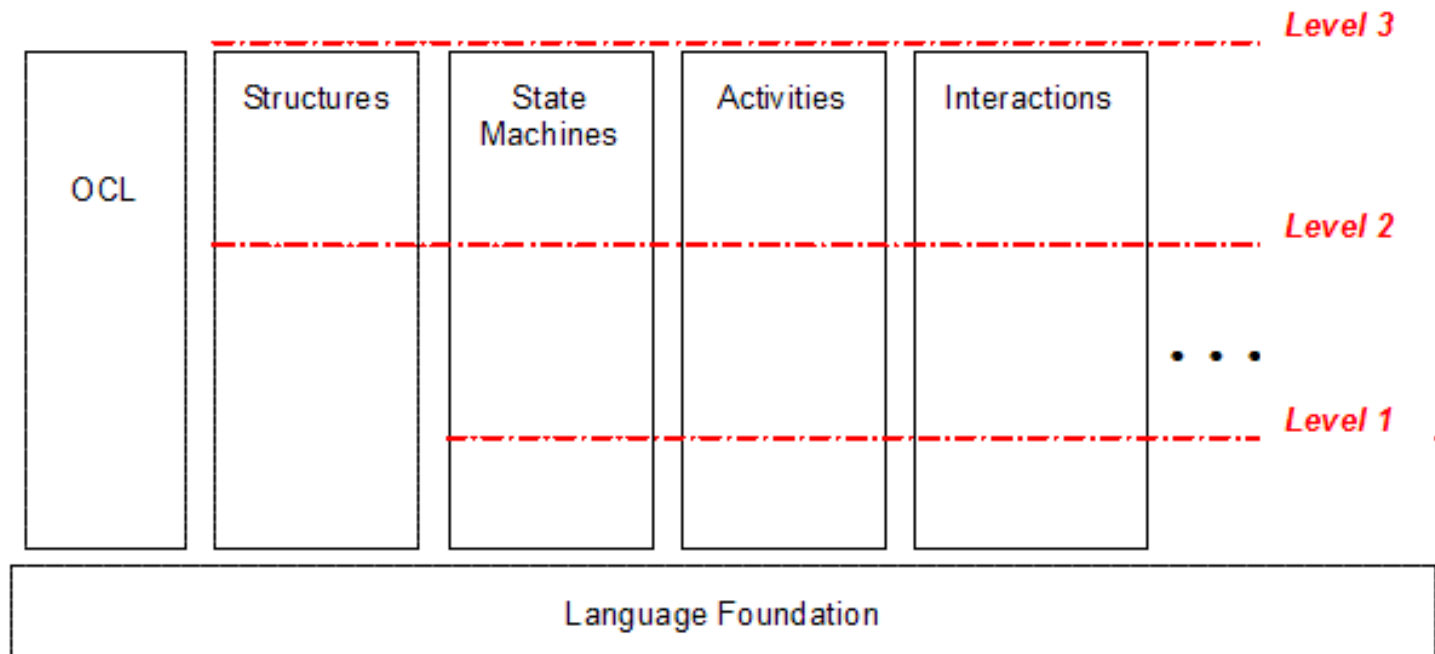 Level 3
Structures
State
Machines
Activities
Interactions
OCL
Level 2
• • •
Level 1
Language Foundation